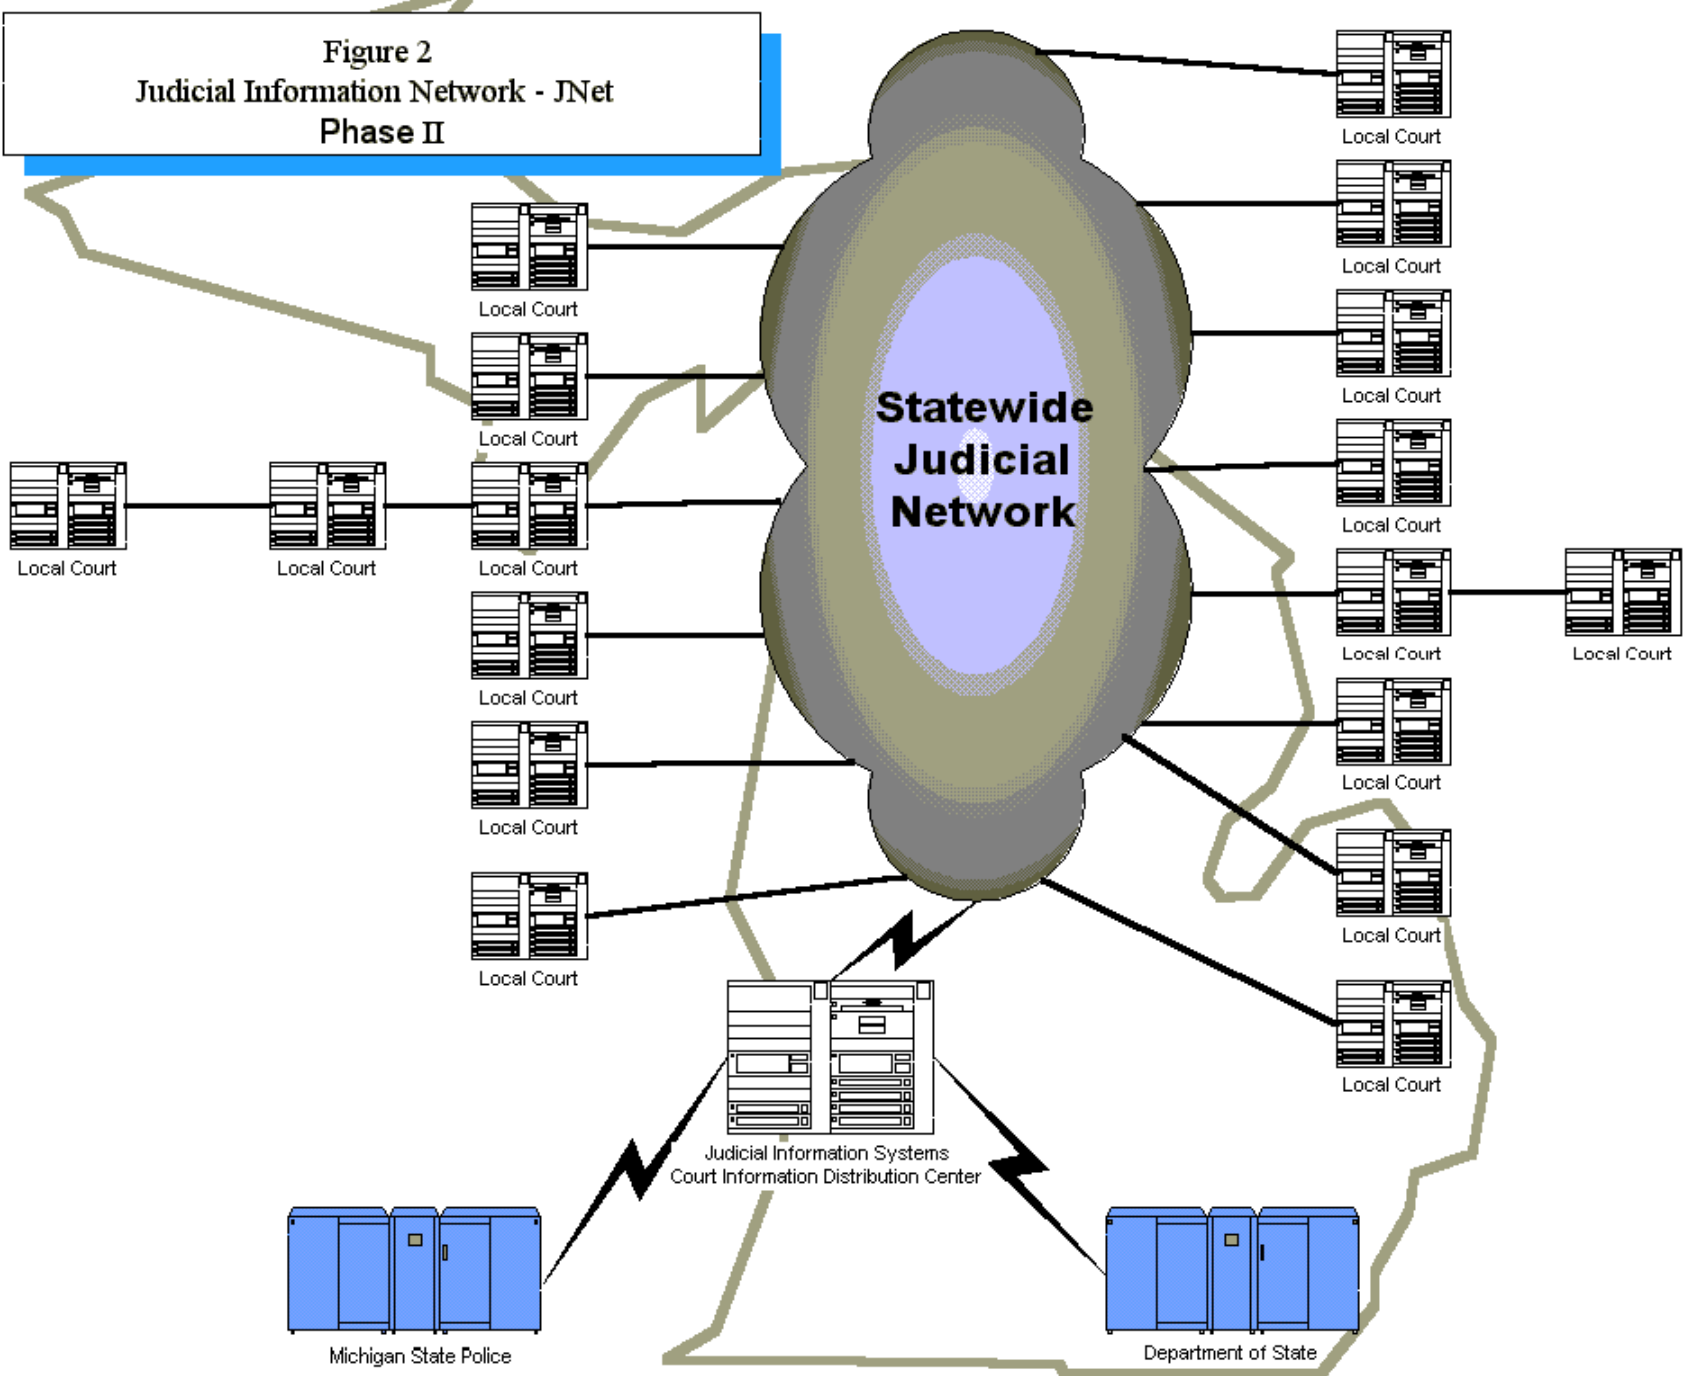 Figure 2
Judicial Information Network - JNet
Phase II
Local Court
Local Court
Local Court
Local Court
Local Court
Statewide
Judicial
Network
Local Court
Local Court
Local Court
Local Court
Local Court
Local Court
Local Court
Local Court
Local Court
Local Court
Local Court
Local Court
Local Court
Judicial Information Systems
Court Information Distribution Center
Michigan State Police
Department of State